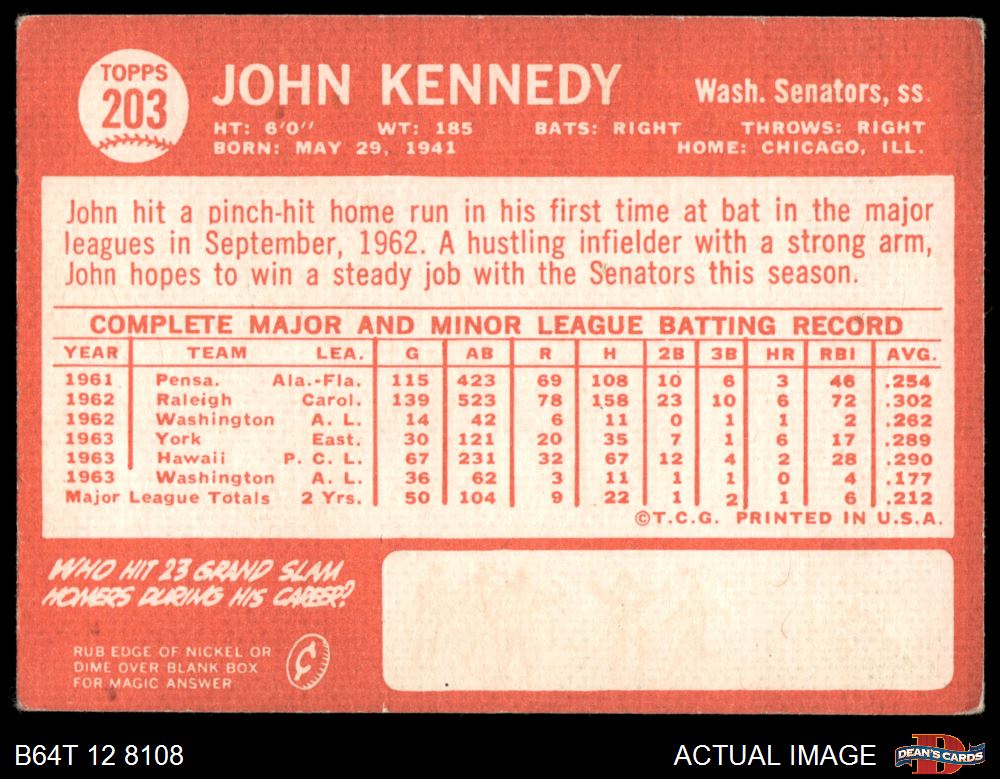 TOPPS
203
JOHN KENNEDY
Wash. Senators, ss.
HT: 6'0" WT: 185 BATS: RIGHT THROWS: RIGHT
BORN: MAY 29, 1941 HOME: CHICAGO, ILL.
John hit a pinch-hit home run in his first time at bat in the major
leagues in September, 1962. A hustling infielder with a strong arm,
John hopes to win a steady job with the Senators this season.
COMPLETE MAJOR AND MINOR LEAGUE BATTING RECORD
YEAR TEAM LEA. G AB R H 2B 3B HR RBI AVG.
1961 Pensa. Ala.-Fla. 115 423 69 108 10 6 3 46 .254
1962 Raleigh Carol. 139 523 78 158 23 10 6 72 .302
1962 Washington A. L. 14 42 6 11 0 1 1 2 .262
1963 York East. 30 121 20 35 7 1 6 17 .289
1963 Hawaii P. C. L. 67 231 32 67 12 4 2 28 .290
1963 Washington A. L. 36 62 3 11 1 1 0 4 .177
Major League Totals 2 Yrs. 50 104 9 22 1 2 1 6 .212
©T.C.G. PRINTED IN U.S.A.
WHO HIT 23 GRAND SLAM
HOMERS DURING HIS CAREER?
RUB EDGE OF NICKEL OR
DIME OVER BLANK BOX
FOR MAGIC ANSWER
¢
B64T 12 8108
ACTUAL IMAGE
D
DEAN'S CARDS